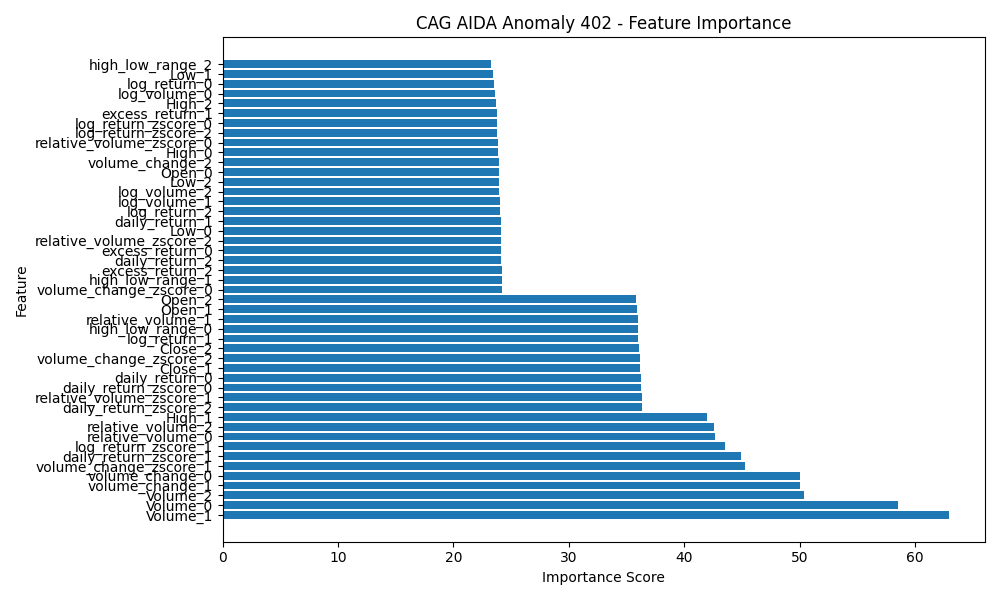 CAG AIDA Anomaly 402 - Feature Importance
high_low_range_2
Low_1
log_return_0
log_volume_0
High_2
excess_return_1
log_return_zscore_0
log_return_zscore_2
relative_volume_zscore_0
High_0
volume_change_2
Open_0
Low_2
log_volume_2
log_volume_1
log_return_2
daily_return_1
Low_0
relative_volume_zscore_2
excess_return_0
daily_return_2
excess_return_2
high_low_range_1
volume_change_zscore_0
Open_2
Open_1
relative_volume_1
high_low_range_0
log_return_1
Close_2
volume_change_zscore_2
Close_1
daily_return_0
daily_return_zscore_0
relative_volume_zscore_1
daily_return_zscore_2
High_1
relative_volume_2
relative_volume_0
log_return_zscore_1
daily_return_zscore_1
volume_change_zscore_1
volume_change_0
volume_change_1
Volume_2
Volume_0
Volume_1
Feature
0 10 20 30 40 50 60
Importance Score